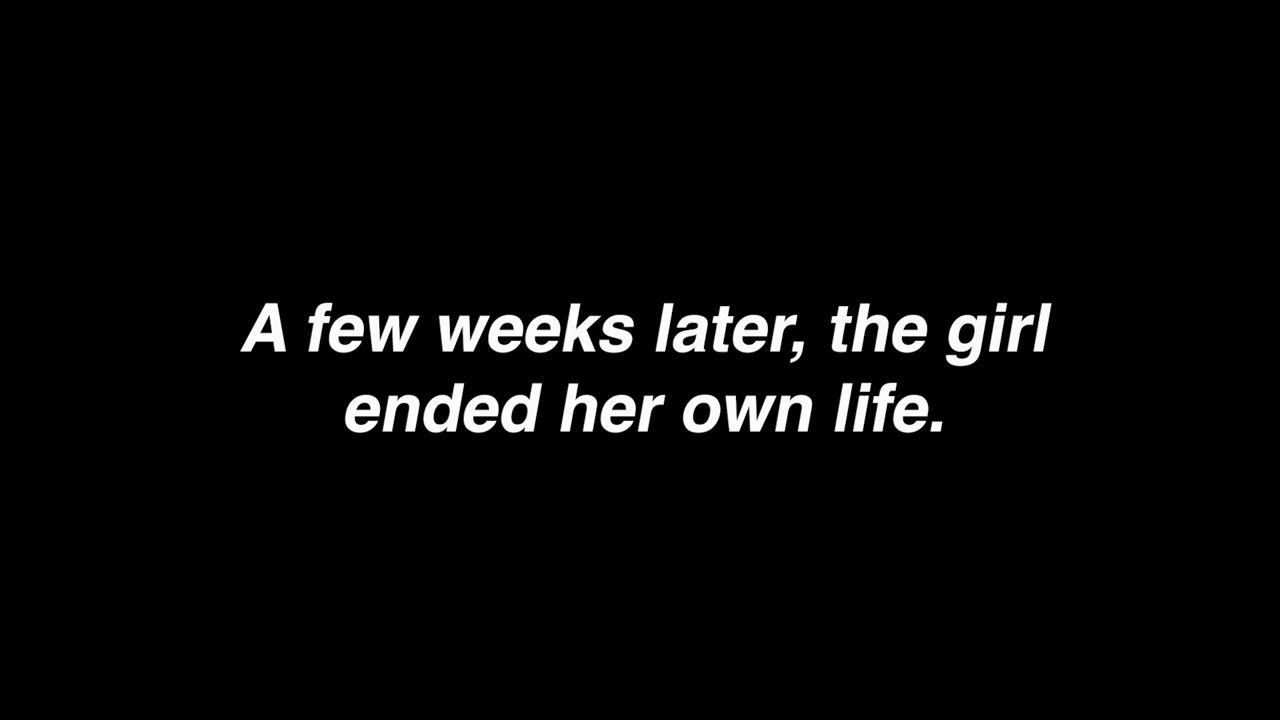 A few weeks later, the girl
ended her own life.